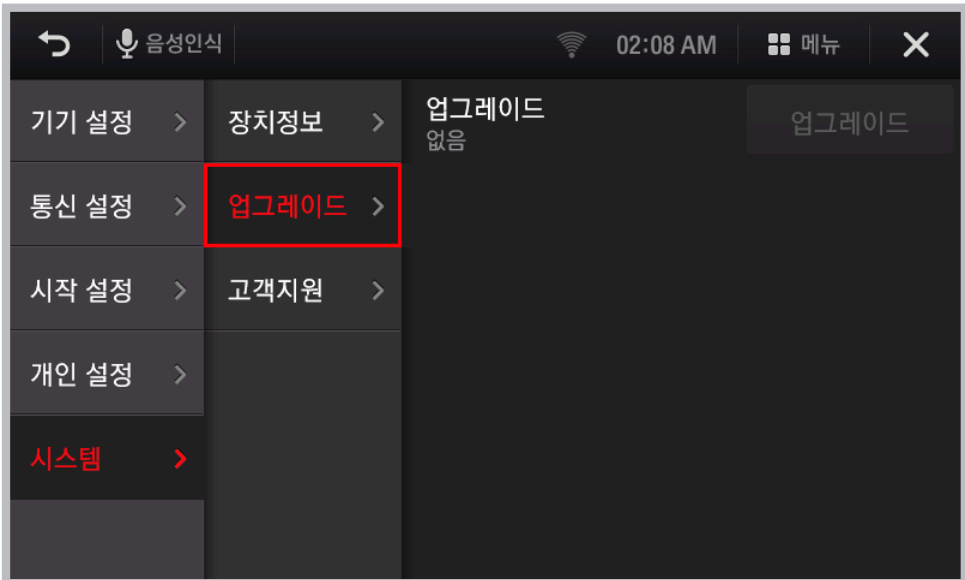 음성인식
02:08 AM
메뉴
기기 설정
통신 설정
시작 설정
개인 설정
시스템
장치정보
업그레이드
고객지원
업그레이드
없음
업그레이드